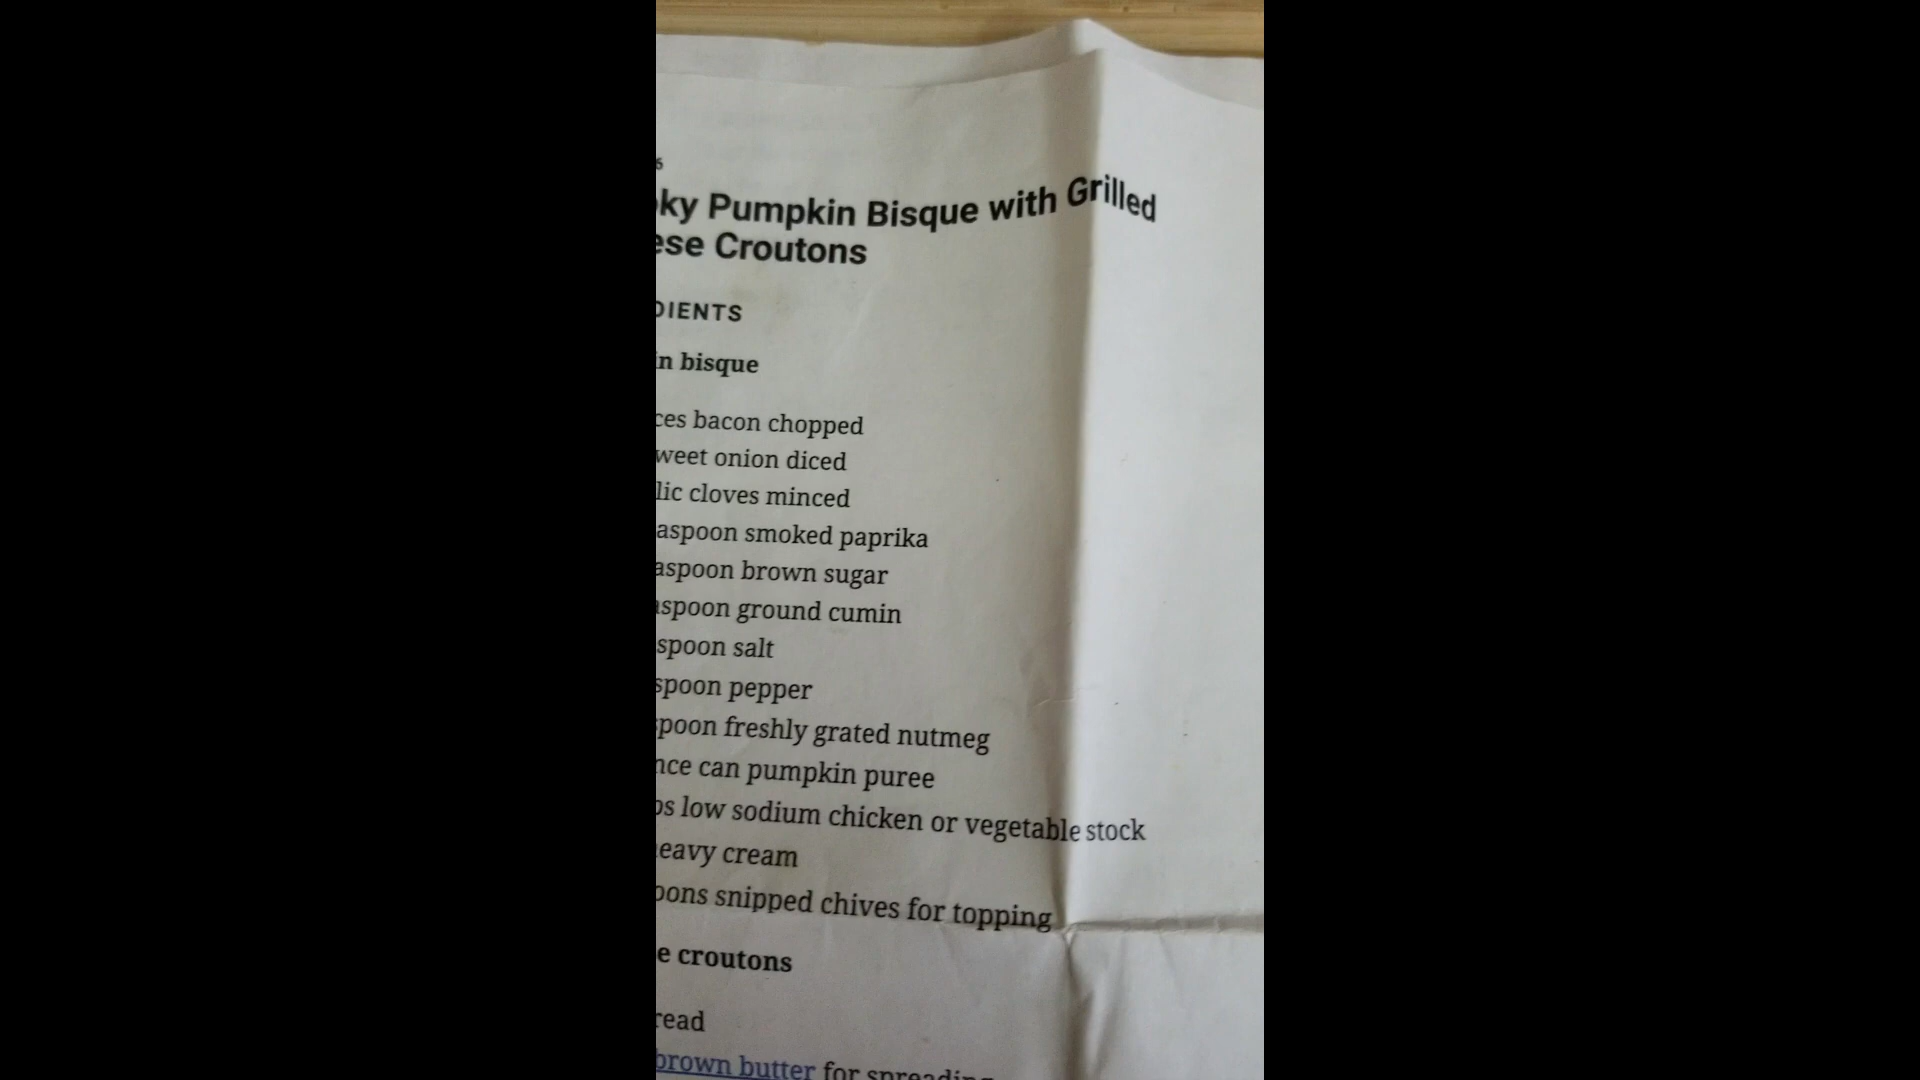 ky Pumpkin Bisque with Grilled
ese Croutons
DIENTS
in bisque
ces bacon chopped
weet onion diced
lic cloves minced
aspoon smoked paprika
aspoon brown sugar
aspoon ground cumin
spoon salt
spoon pepper
spoon freshly grated nutmeg
nce can pumpkin puree
ps low sodium chicken or vegetable stock
heavy cream
oons snipped chives for topping
e croutons
read
brown butter for spreading